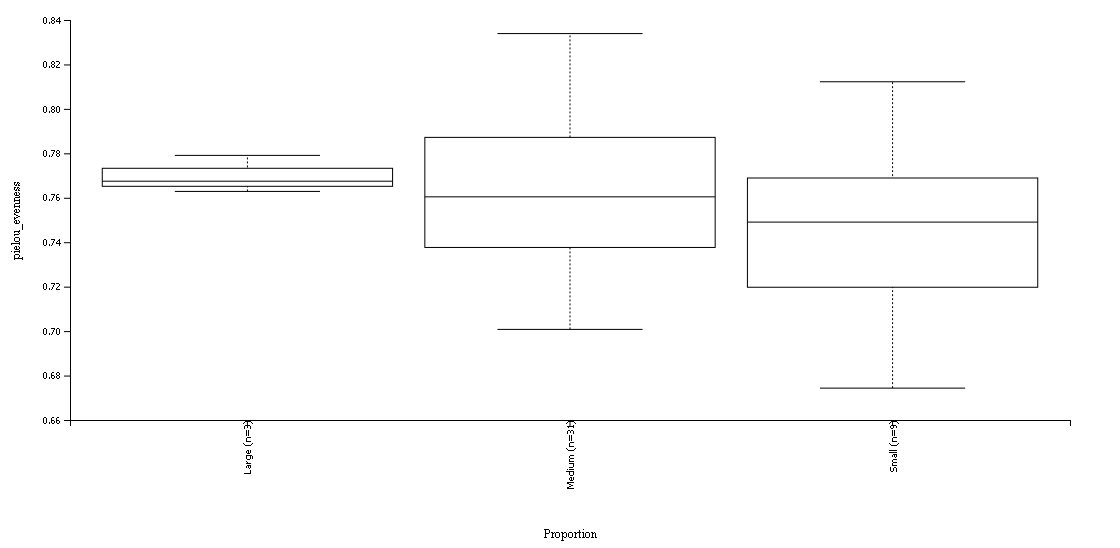 0.84
0.82
0.80
0.78
0.76
0.74
0.72
0.70
0.68
0.66
pielou_evenness
Large (n=3)
Medium (n=31)
Small (n=9)
Proportion